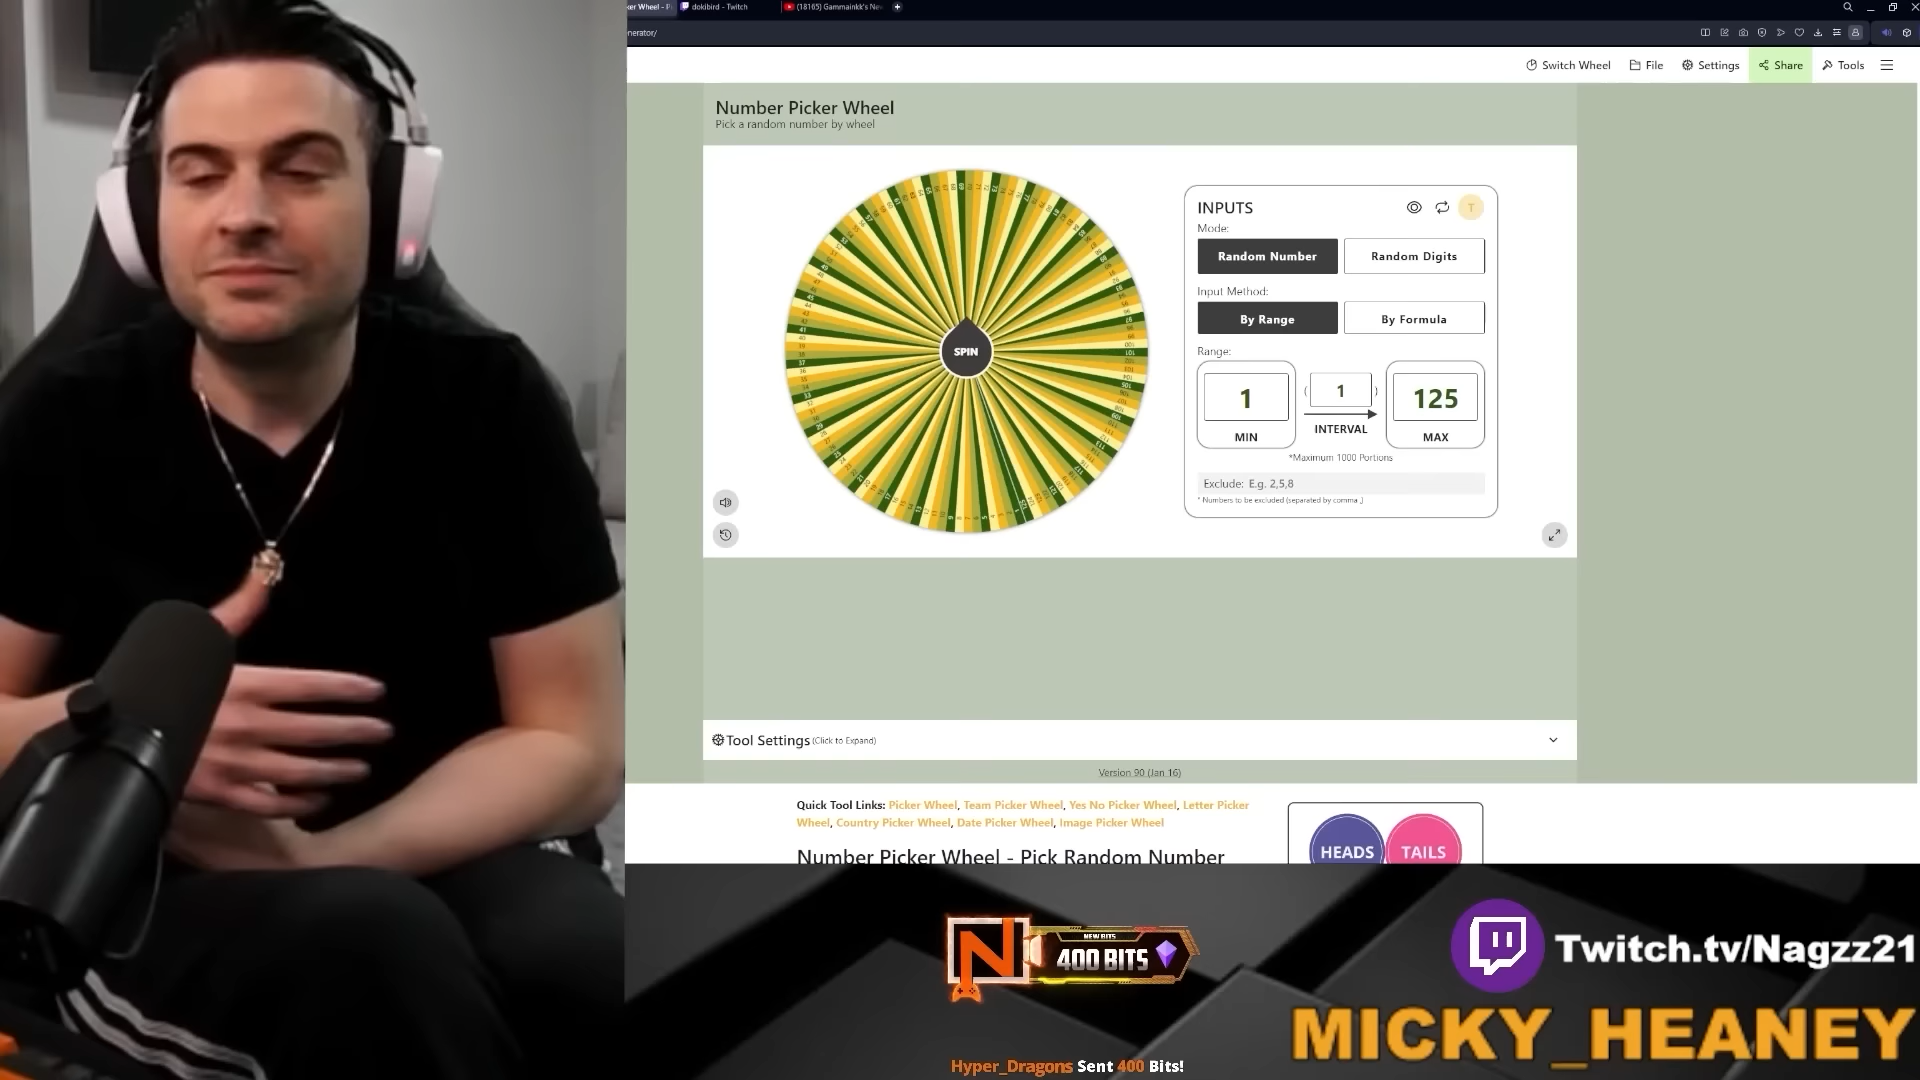 ker Wheel - P
dokibird - Twitch
(18165) Gammainkk's Ne
nerator/
Switch Wheel
File
Settings
Share
Tools
Number Picker Wheel
Pick a random number by wheel
SPIN
INPUTS
T
Mode:
Random Number
Random Digits
Input Method:
By Range
By Formula
Range:
1
MIN
( 1 )
INTERVAL
125
MAX
*Maximum 1000 Portions
Exclude: E.g. 2,5,8
* Numbers to be excluded (separated by comma ,)
Tool Settings (Click to Expand)
Version 90 (Jan 16)
Quick Tool Links: Picker Wheel, Team Picker Wheel, Yes No Picker Wheel, Letter Picker
Wheel, Country Picker Wheel, Date Picker Wheel, Image Picker Wheel
Number Picker Wheel - Pick Random Number
HEADS
TAILS
N
NEW BITS
400 BITS
Hyper_Dragons Sent 400 Bits!
Twitch.tv/Nagzz21
MICKY_HEANEY